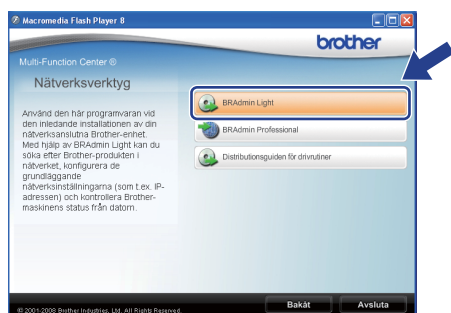 Macromedia Flash Player 8
brother
Multi-Function Center ®
Nätverksverktyg
Använd den här programvaran vid
den inledande installationen av din
nätverksanslutna Brother-enhet.
Med hjälp av BRAdmin Light kan du
söka efter Brother-produkten i
nätverket, konfigurera de
grundläggande
nätverksinställningarna (som t.ex. IP-
adressen) och kontrollera Brother-
maskinens status från datorn.
BRAdmin Light
BRAdmin Professional
Distributionsguiden för drivrutiner
© 2001-2008 Brother Industries, Ltd. All Rights Reserved.
Bakåt
Avsluta